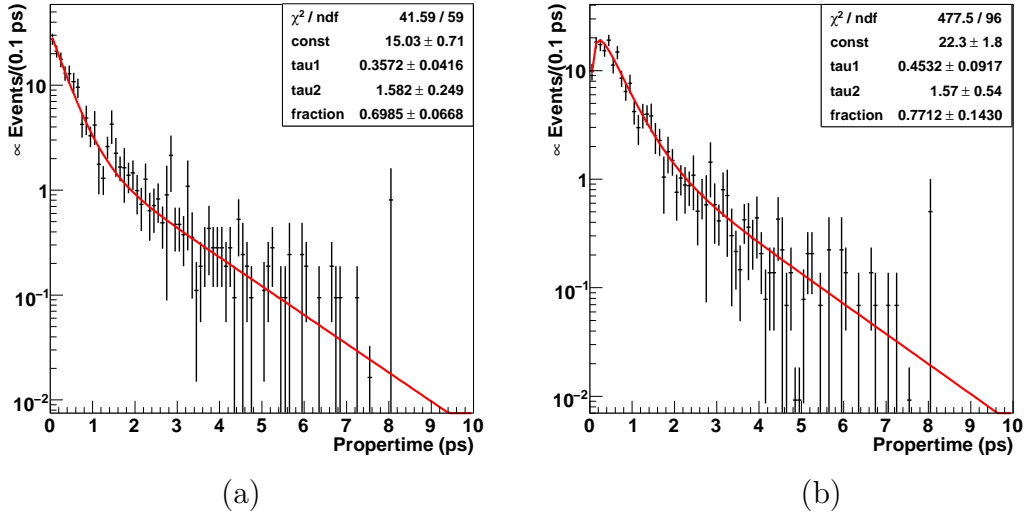 ∝ Events/(0.1 ps)
χ² / ndf 41.59 / 59
const 15.03 ± 0.71
tau1 0.3572 ± 0.0416
tau2 1.582 ± 0.249
fraction 0.6985 ± 0.0668
10
1
10⁻¹
10⁻²
0 1 2 3 4 5 6 7 8 9 10
Propertime (ps)
(a)
∝ Events/(0.1 ps)
χ² / ndf 477.5 / 96
const 22.3 ± 1.8
tau1 0.4532 ± 0.0917
tau2 1.57 ± 0.54
fraction 0.7712 ± 0.1430
10
1
10⁻¹
10⁻²
0 1 2 3 4 5 6 7 8 9 10
Propertime (ps)
(b)